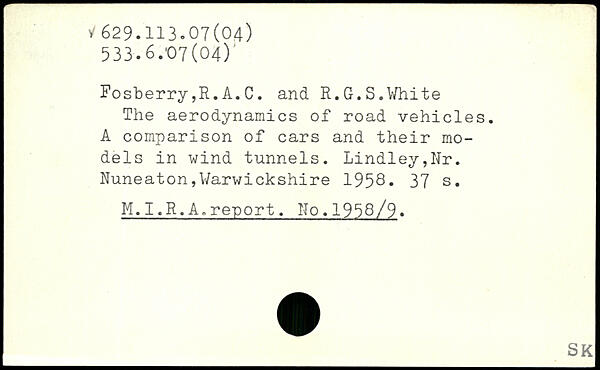 √ 629.113.07(04)
533.6.07(04)
Fosberry,R.A.C. and R.G.S.White
The aerodynamics of road vehicles.
A comparison of cars and their mo-
dels in wind tunnels. Lindley,Nr.
Nuneaton,Warwickshire 1958. 37 s.
M.I.R.A.report. No.1958/9.
SK